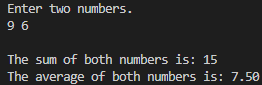 Enter two numbers.
9 6
The sum of both numbers is: 15
The average of both numbers is: 7.50